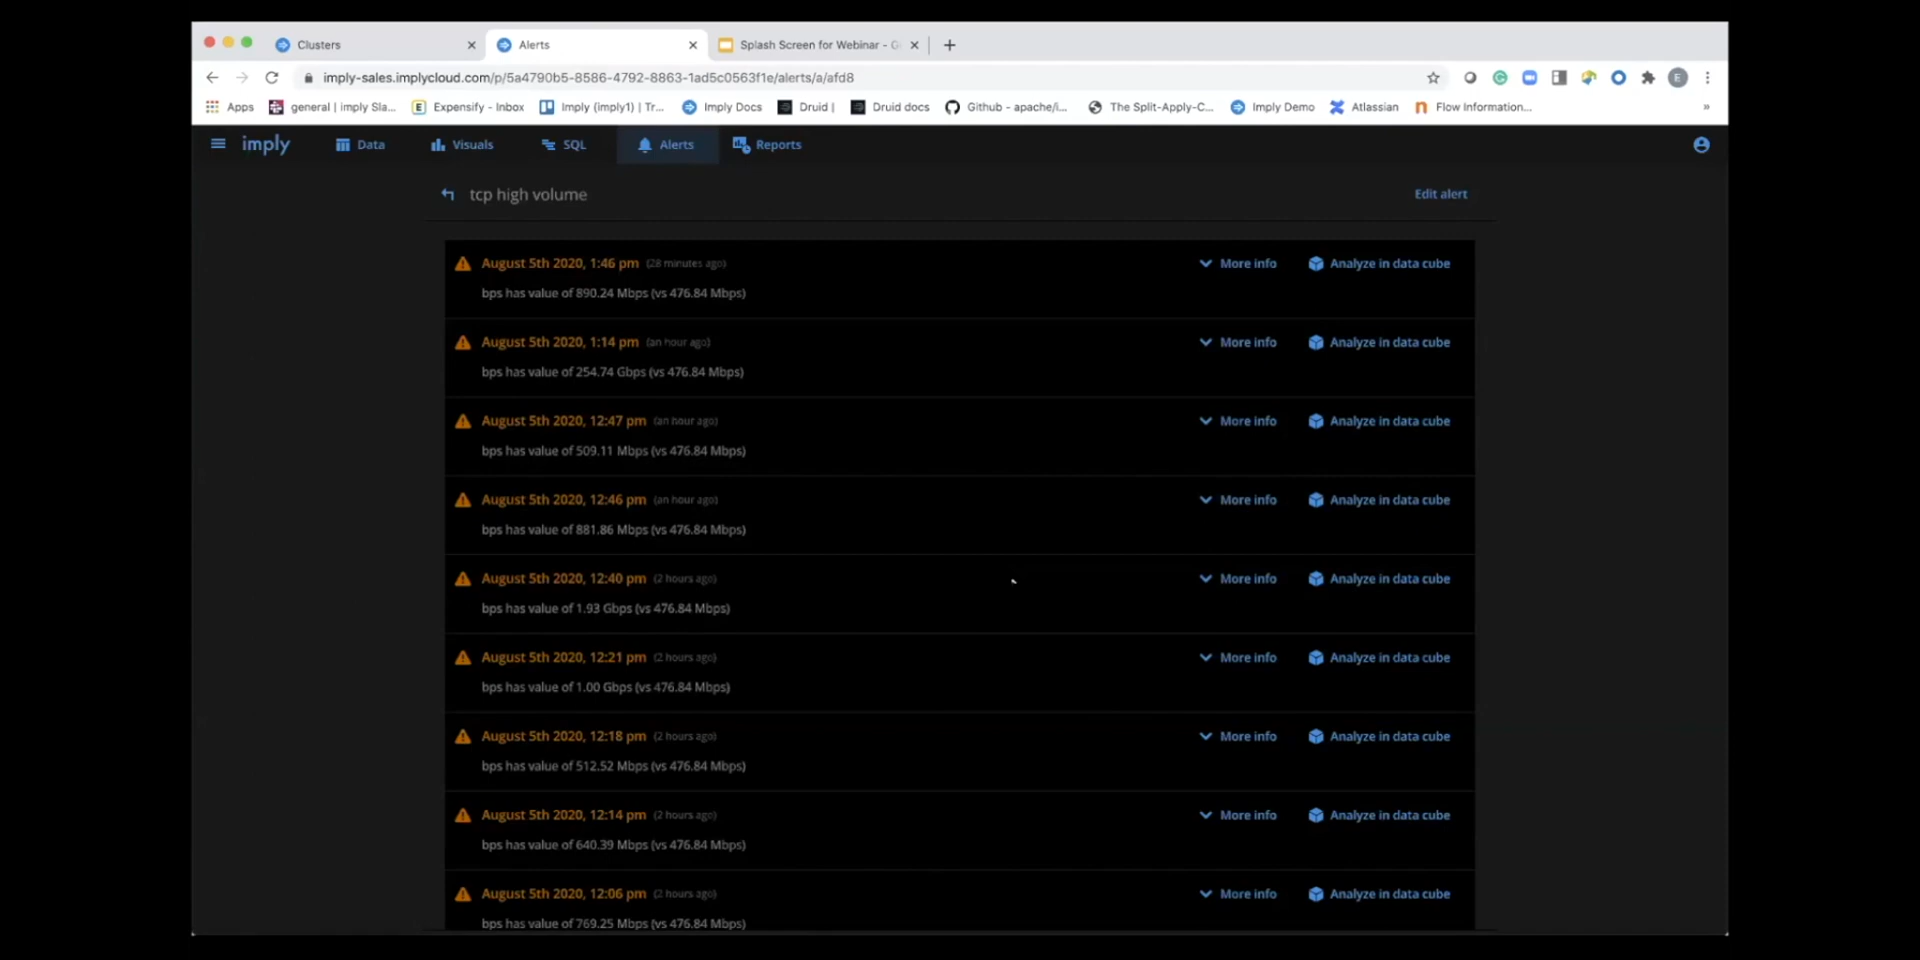 Clusters
Alerts
Splash Screen for Webinar - G
imply-sales.implycloud.com/p/5a4790b5-8586-4792-8863-1ad5c0563f1e/alerts/a/afd8
E
Apps
general | imply Sla...
Expensify - Inbox
Imply (imply1) | Tr...
Imply Docs
Druid |
Druid docs
Github - apache/i...
The Split-Apply-C...
Imply Demo
Atlassian
Flow Information...
»
imply
Data
Visuals
SQL
Alerts
Reports
tcp high volume
Edit alert
August 5th 2020, 1:46 pm (28 minutes ago) More info Analyze in data cube
bps has value of 890.24 Mbps (vs 476.84 Mbps)
August 5th 2020, 1:14 pm (an hour ago) More info Analyze in data cube
bps has value of 254.74 Gbps (vs 476.84 Mbps)
August 5th 2020, 12:47 pm (an hour ago) More info Analyze in data cube
bps has value of 509.11 Mbps (vs 476.84 Mbps)
August 5th 2020, 12:46 pm (an hour ago) More info Analyze in data cube
bps has value of 881.86 Mbps (vs 476.84 Mbps)
August 5th 2020, 12:40 pm (2 hours ago) More info Analyze in data cube
bps has value of 1.93 Gbps (vs 476.84 Mbps)
August 5th 2020, 12:21 pm (2 hours ago) More info Analyze in data cube
bps has value of 1.00 Gbps (vs 476.84 Mbps)
August 5th 2020, 12:18 pm (2 hours ago) More info Analyze in data cube
bps has value of 512.52 Mbps (vs 476.84 Mbps)
August 5th 2020, 12:14 pm (2 hours ago) More info Analyze in data cube
bps has value of 640.39 Mbps (vs 476.84 Mbps)
August 5th 2020, 12:06 pm (2 hours ago) More info Analyze in data cube
bps has value of 769.25 Mbps (vs 476.84 Mbps)